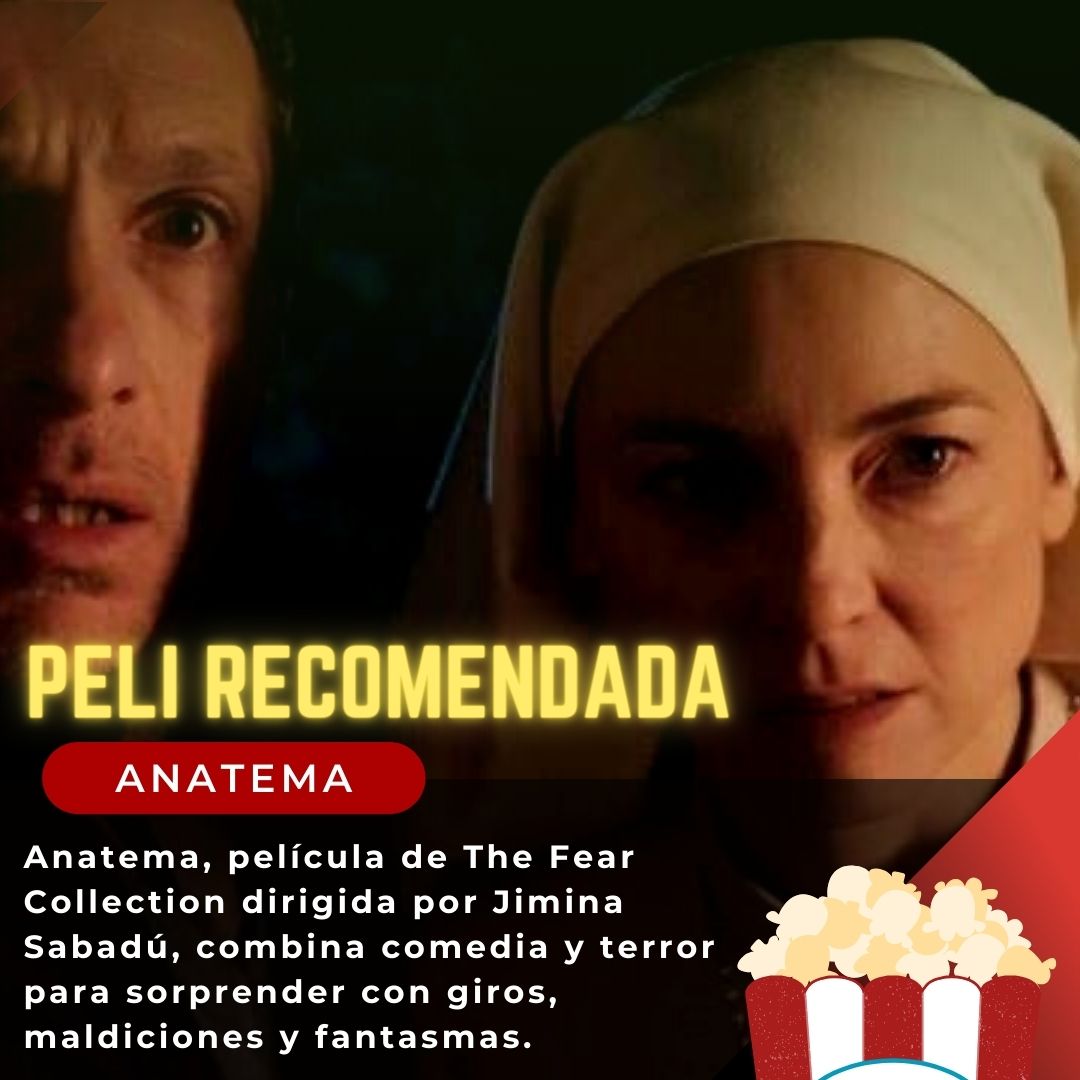 PELI RECOMENDADA
ANATEMA
Anatema, película de The Fear
Collection dirigida por Jimina
Sabadú, combina comedia y terror
para sorprender con giros,
maldiciones y fantasmas.